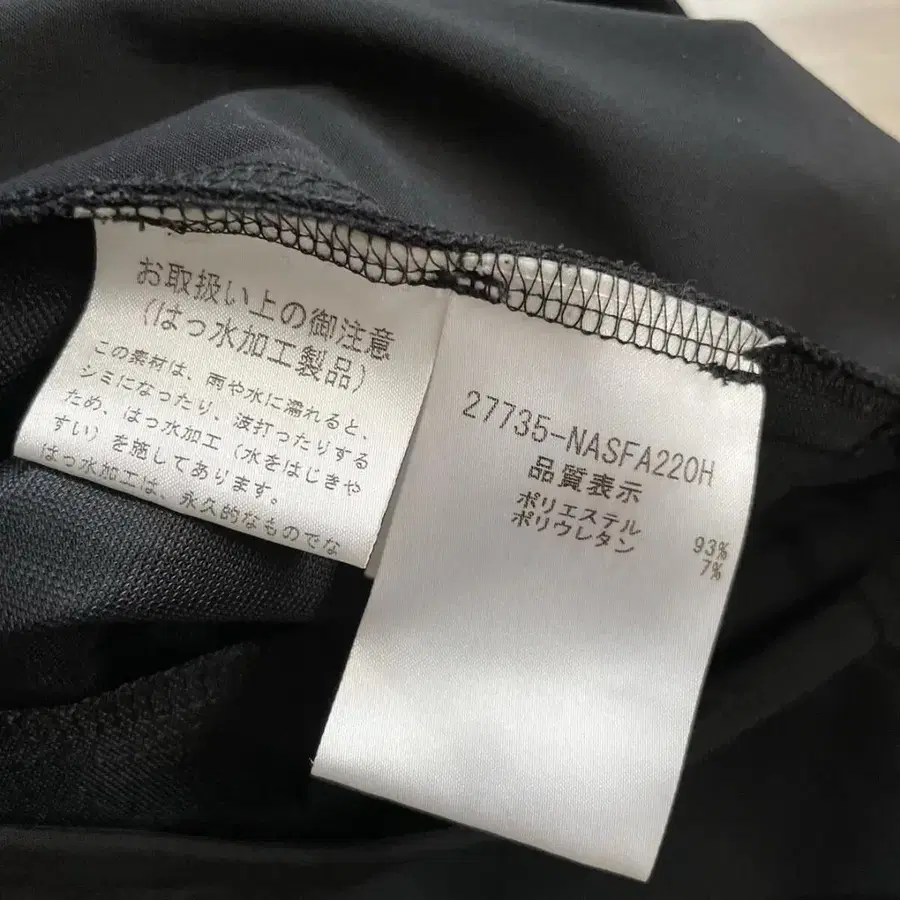 お取扱い上の御注意
(はっ水加工製品)
この素材は、雨や水に濡れると、
シミになったり、波打ったりする
ため、はっ水加工（水をはじきや
すい）を施してあります。
はっ水加工は、永久的なものでな
27735-NASFA220H
品質表示
ポリエステル 93%
ポリウレタン 7%